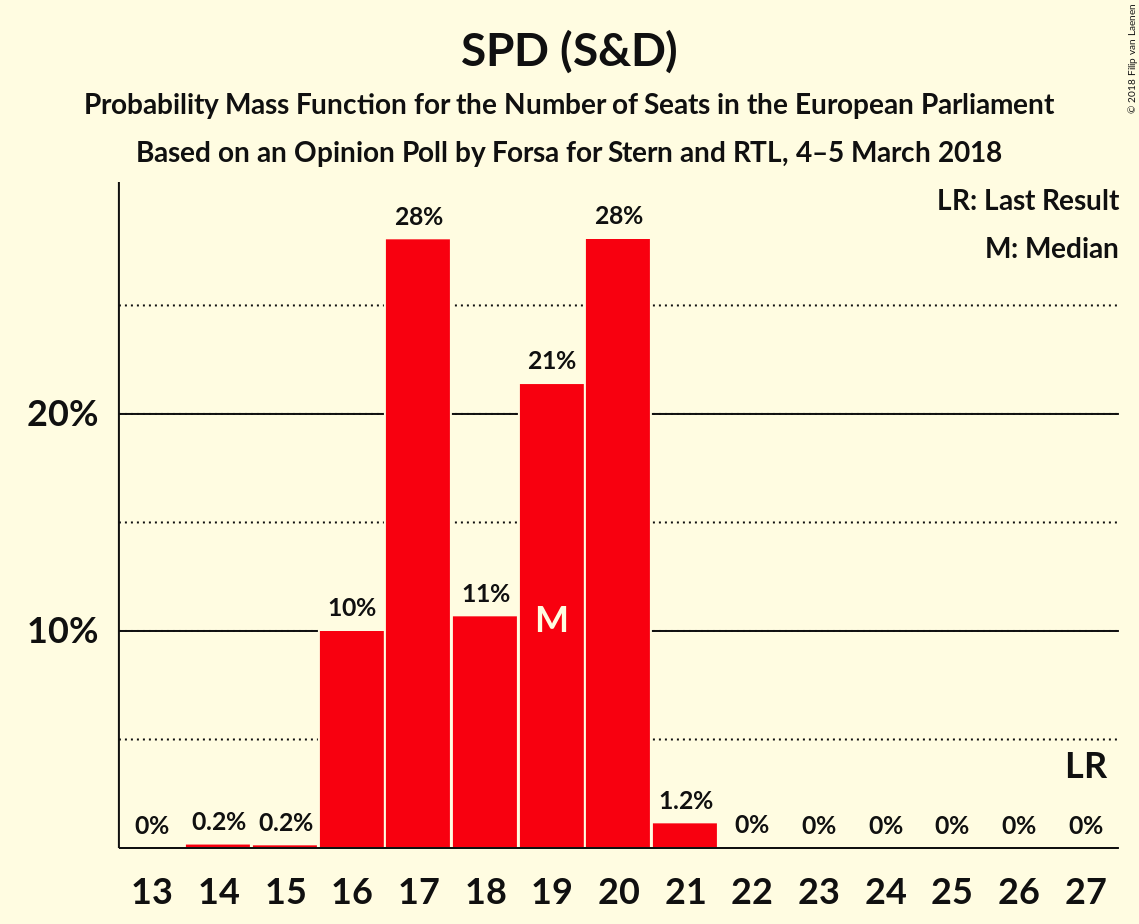 SPD (S&D)
Probability Mass Function for the Number of Seats in the European Parliament
Based on an Opinion Poll by Forsa for Stern and RTL, 4–5 March 2018
© 2018 Filip van Laenen
LR: Last Result
M: Median
28% 28%
21%
20%
10% 11% M
10%
LR
0% 0.2% 0.2% 1.2% 0% 0% 0% 0% 0% 0%
13 14 15 16 17 18 19 20 21 22 23 24 25 26 27